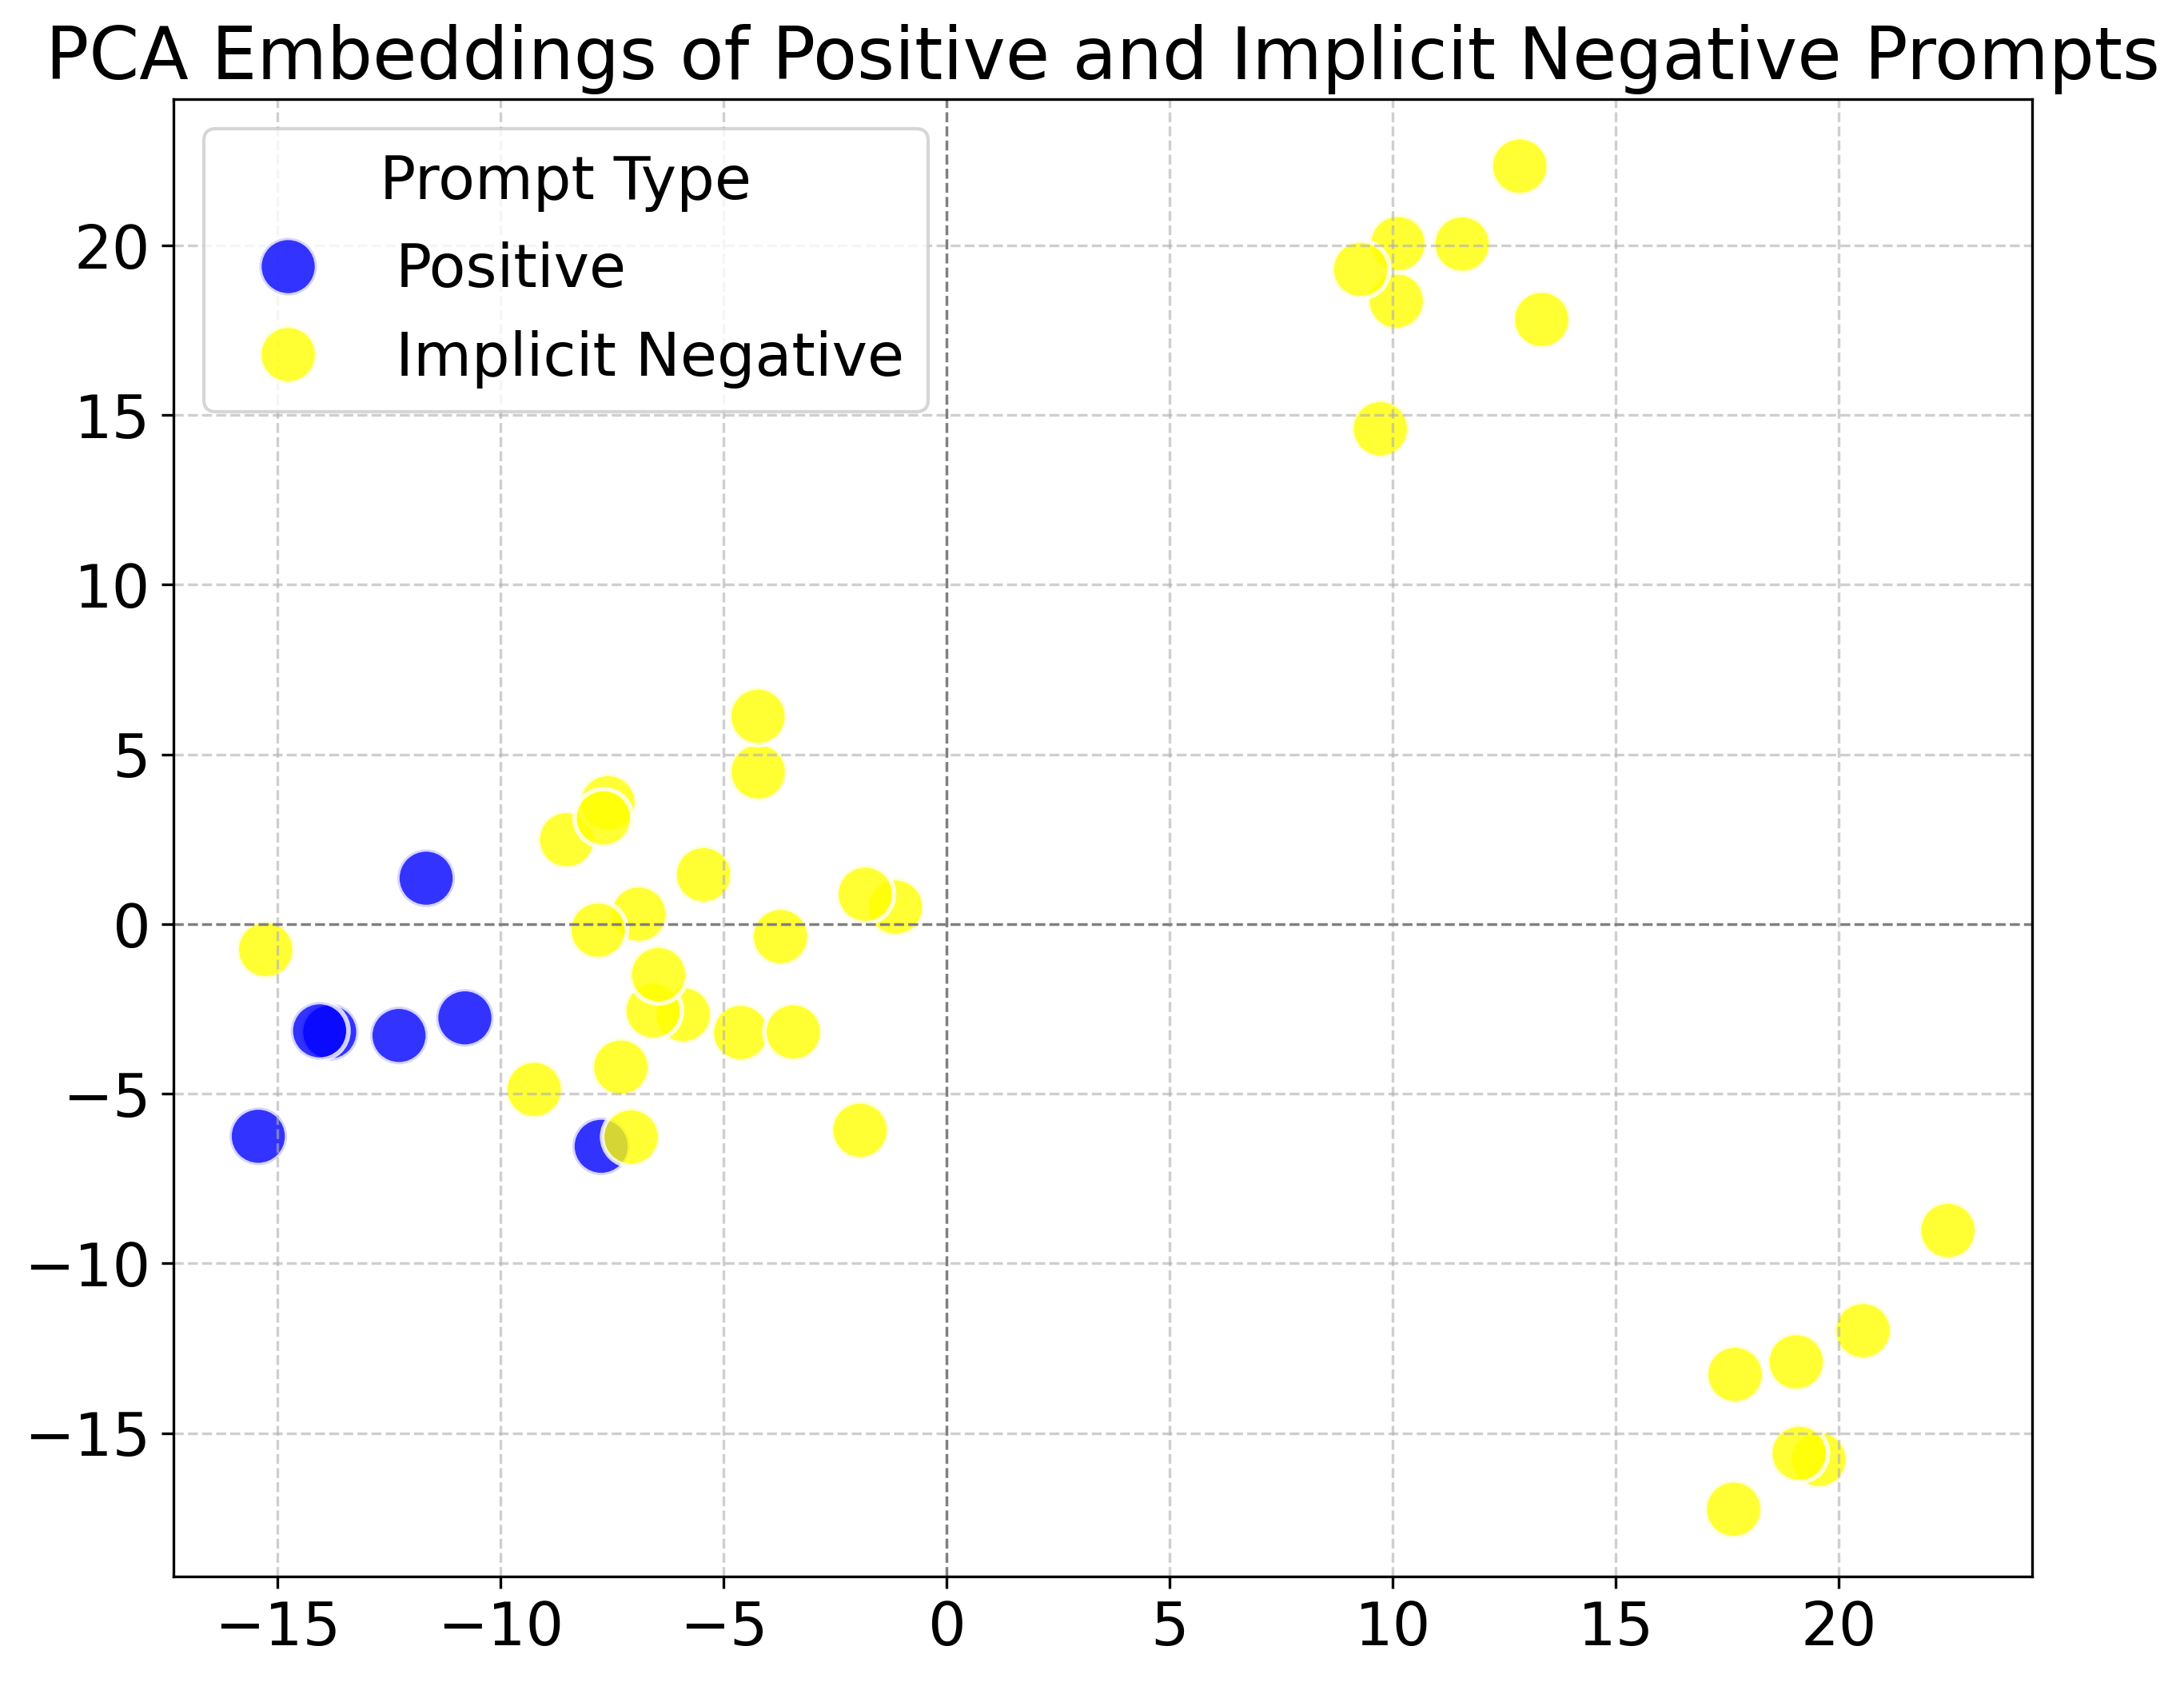 PCA Embeddings of Positive and Implicit Negative Prompts
Prompt Type
Positive
Implicit Negative
20
15
10
5
0
−5
−10
−15
−15 −10 −5 0 5 10 15 20